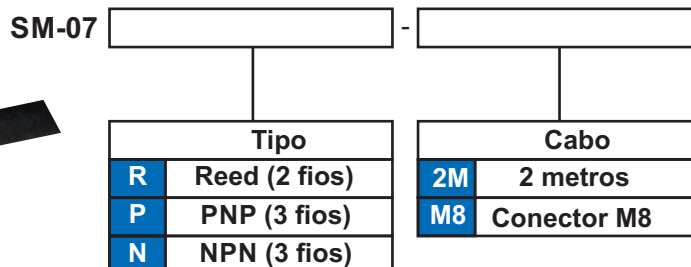 SM-07 -
Tipo Cabo
R Reed (2 fios) 2M 2 metros
P PNP (3 fios) M8 Conector M8
N NPN (3 fios)